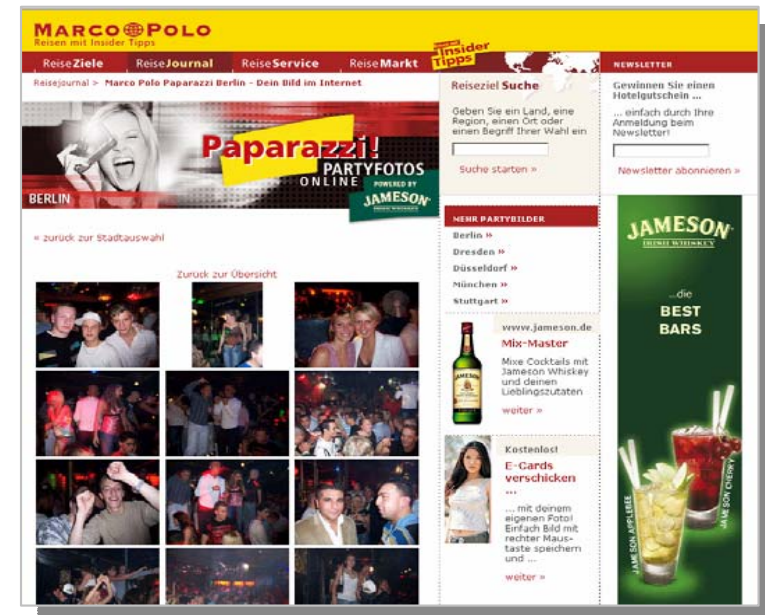 MARCO POLO
Reisen mit Insider Tipps
Insider
Tipps
ReiseZiele ReiseJournal ReiseService ReiseMarkt
NEWSLETTER
Reisejournal > Marco Polo Paparazzi Berlin - Dein Bild im Internet
Paparazzi!
PARTYFOTOS
ONLINE
POWERED BY
JAMESON
BERLIN
« zurück zur Stadtauswahl
Zurück zur Übersicht
Reiseziel Suche
Geben Sie ein Land, eine
Region, einen Ort oder
einen Begriff Ihrer Wahl ein
Suche starten »
MEHR PARTYBILDER
Berlin »
Dresden »
Düsseldorf »
München »
Stuttgart »
www.jameson.de
Mix-Master
Mixe Cocktails mit
Jameson Whiskey
und deinen
Lieblingszutaten
weiter »
Kostenlos!
E-Cards
verschicken
...
... mit deinem
eigenen Foto!
Einfach Bild mit
rechter Maus-
taste speichern
und ...
weiter »
Gewinnen Sie einen
Hotelgutschein ...
... einfach durch Ihre
Anmeldung beim
Newsletter!
Newsletter abonnieren »
JAMESON
IRISH WHISKEY
...die
BEST
BARS
JAMESON APPLEBEE
JAMESON CHERRY